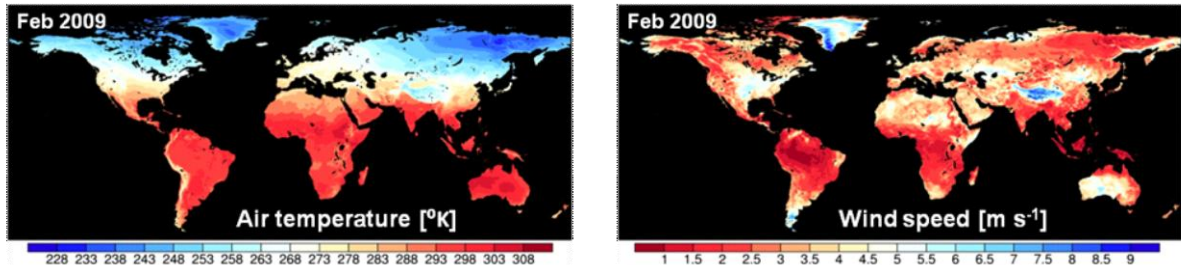 Feb 2009
Air temperature [⁰K]
228 233 238 243 248 253 258 263 268 273 278 283 288 293 298 303 308
Feb 2009
Wind speed [m s⁻¹]
1 1.5 2 2.5 3 3.5 4 4.5 5 5.5 6 6.5 7 7.5 8 8.5 9